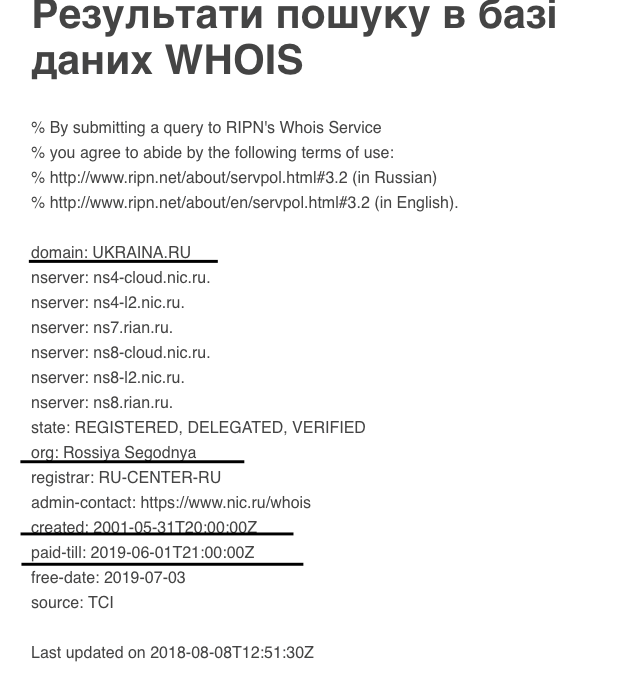 Результати пошуку в базі
даних WHOIS
% By submitting a query to RIPN's Whois Service
% you agree to abide by the following terms of use:
% http://www.ripn.net/about/servpol.html#3.2 (in Russian)
% http://www.ripn.net/about/en/servpol.html#3.2 (in English).
domain: UKRAINA.RU
nserver: ns4-cloud.nic.ru.
nserver: ns4-l2.nic.ru.
nserver: ns7.rian.ru.
nserver: ns8-cloud.nic.ru.
nserver: ns8-l2.nic.ru.
nserver: ns8.rian.ru.
state: REGISTERED, DELEGATED, VERIFIED
org: Rossiya Segodnya
registrar: RU-CENTER-RU
admin-contact: https://www.nic.ru/whois
created: 2001-05-31T20:00:00Z
paid-till: 2019-06-01T21:00:00Z
free-date: 2019-07-03
source: TCI
Last updated on 2018-08-08T12:51:30Z